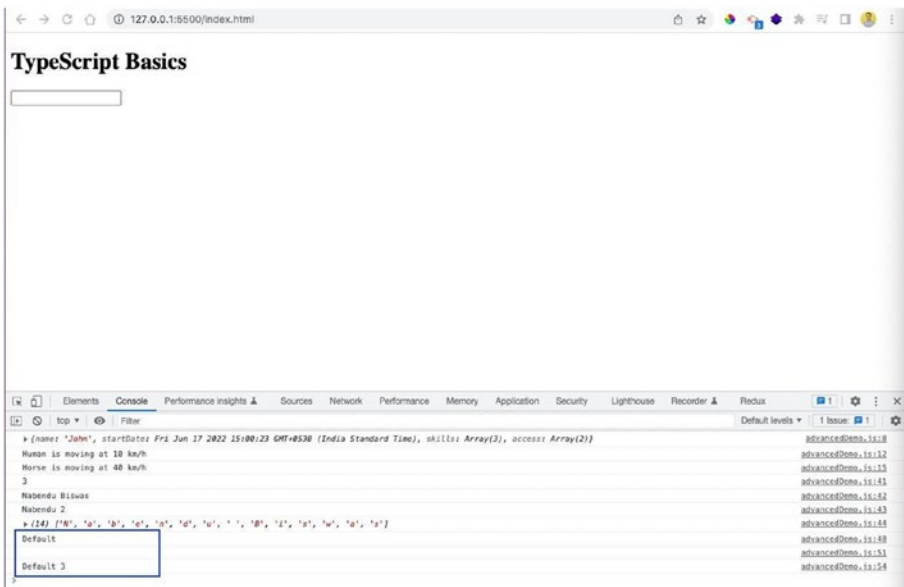 127.0.0.1:5500/index.html
TypeScript Basics
Elements Console Performance insights Sources Network Performance Memory Application Security Lighthouse Recorder Redux 1
top Filter Default levels 1 Issue: 1
{name: 'John', startDate: Fri Jun 17 2022 15:00:23 GMT+0530 (India Standard Time), skills: Array(3), access: Array(2)} advancedDemo.js:8
Human is moving at 10 km/h advancedDemo.js:12
Horse is moving at 40 km/h advancedDemo.js:15
3 advancedDemo.js:41
Nabendu Biswas advancedDemo.js:42
Nabendu 2 advancedDemo.js:43
(14) ['N', 'a', 'b', 'e', 'n', 'd', 'u', ' ', 'B', 'i', 's', 'w', 'a', 's'] advancedDemo.js:44
Default advancedDemo.js:48
advancedDemo.js:51
Default 3 advancedDemo.js:54